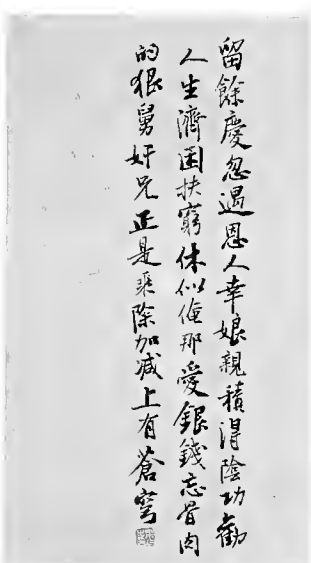 留餘慶忽遇恩人幸娘親積得陰功勸
人生濟困扶窮休似俺那愛銀錢忘骨肉
的狠舅奸兄正是乘除加減上有蒼穹